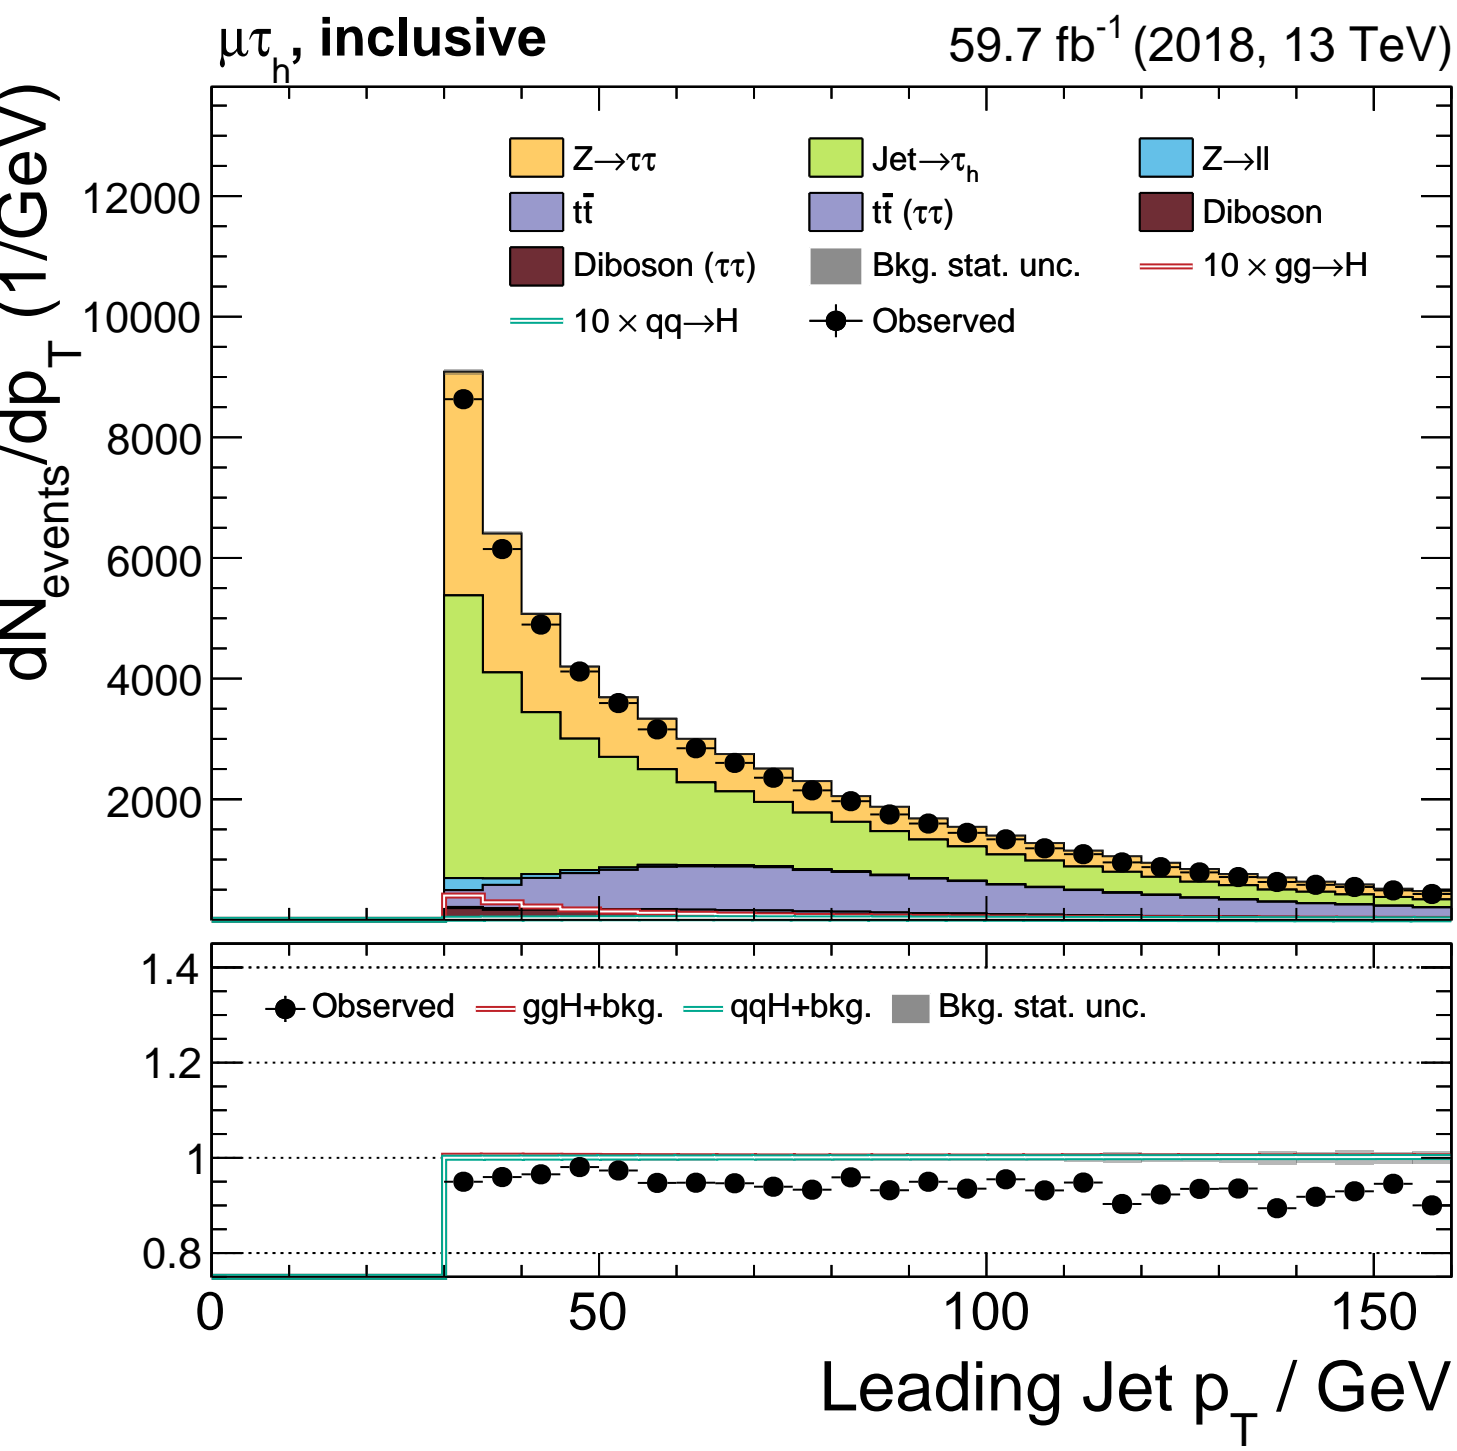 μτh, inclusive 59.7 fb-1 (2018, 13 TeV)
dNevents/dpT (1/GeV)
Z→ττ Jet→τh Z→ll
tt̄ tt̄ (ττ) Diboson
Diboson (ττ) Bkg. stat. unc. 10 × gg→H
10 × qq→H Observed
12000
10000
8000
6000
4000
2000
1.4
Observed ggH+bkg. qqH+bkg. Bkg. stat. unc.
1.2
1
0.8
0 50 100 150
Leading Jet pT / GeV